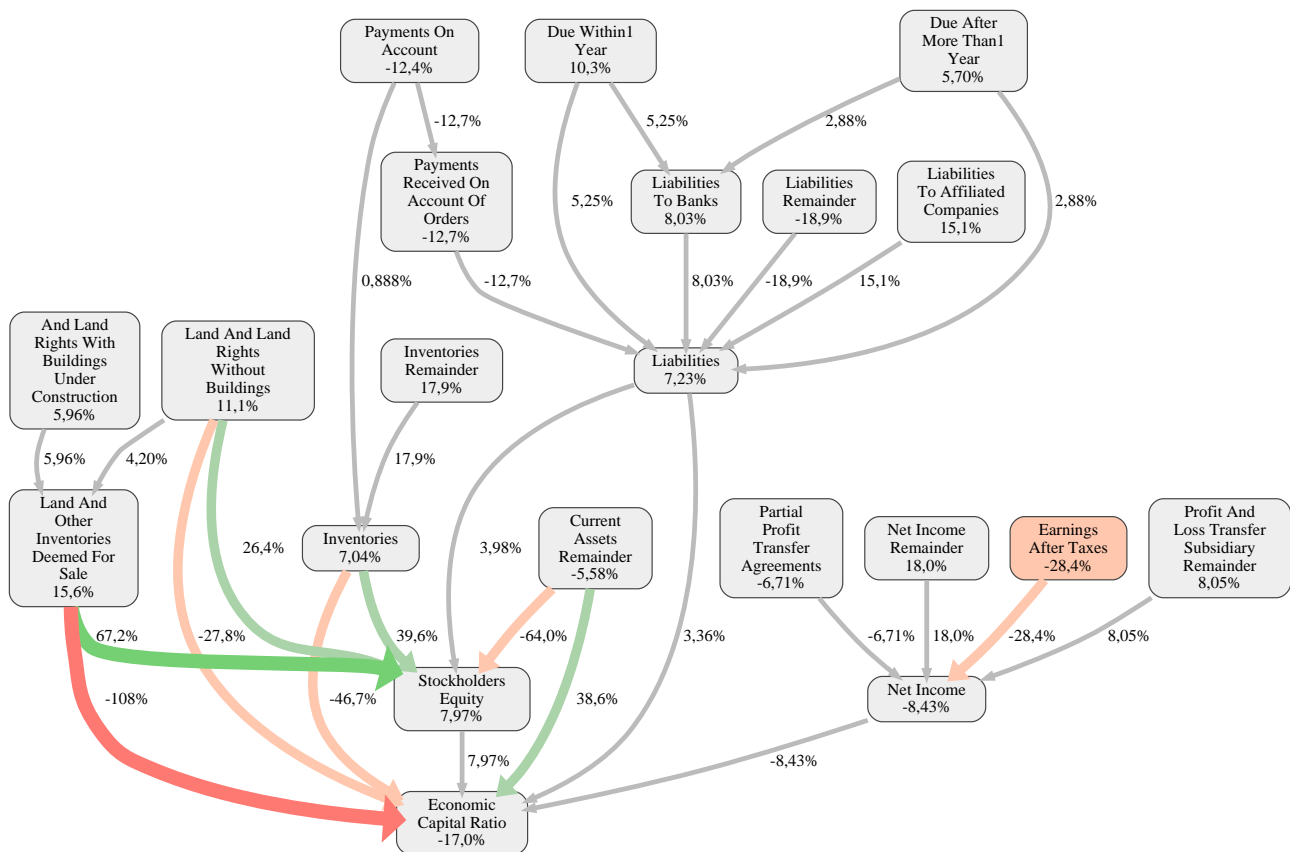 Payments On
Account
-12,4%
Due Within1
Year
10,3%
Due After
More Than1
Year
5,70%
-12,7%
5,25%
2,88%
Payments
Received On
Account Of
Orders
-12,7%
Liabilities
To Banks
8,03%
Liabilities
Remainder
-18,9%
Liabilities
To Affiliated
Companies
15,1%
5,25%
2,88%
0,888%
-12,7%
8,03%
-18,9%
15,1%
And Land
Rights With
Buildings
Under
Construction
5,96%
Land And Land
Rights
Without
Buildings
11,1%
Inventories
Remainder
17,9%
Liabilities
7,23%
5,96%
4,20%
17,9%
Land And
Other
Inventories
Deemed For
Sale
15,6%
26,4%
Inventories
7,04%
3,98%
Current
Assets
Remainder
-5,58%
Partial
Profit
Transfer
Agreements
-6,71%
Net Income
Remainder
18,0%
Earnings
After Taxes
-28,4%
Profit And
Loss Transfer
Subsidiary
Remainder
8,05%
67,2%
-27,8%
39,6%
-64,0%
3,36%
-6,71%
18,0%
-28,4%
8,05%
-108%
-46,7%
Stockholders
Equity
7,97%
38,6%
Net Income
-8,43%
7,97%
-8,43%
Economic
Capital Ratio
-17,0%